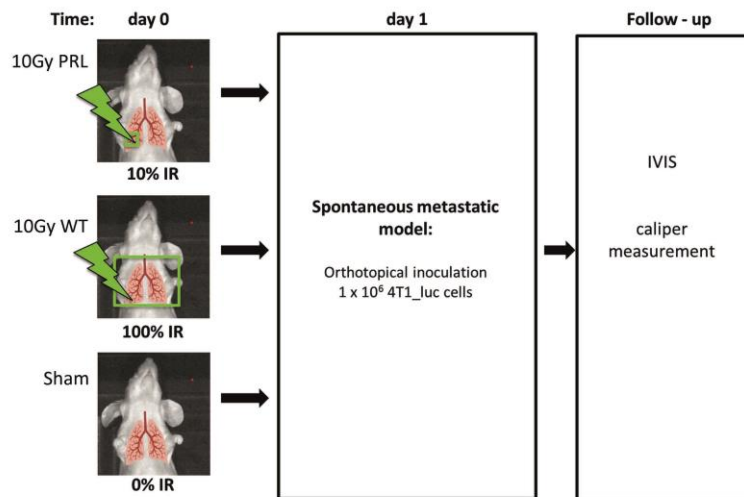 Time: day 0 day 1 Follow - up
10Gy PRL
10% IR
10Gy WT
100% IR
Sham
0% IR
Spontaneous metastatic
model:
Orthotopical inoculation
1 x 10⁶ 4T1_luc cells
IVIS
caliper
measurement